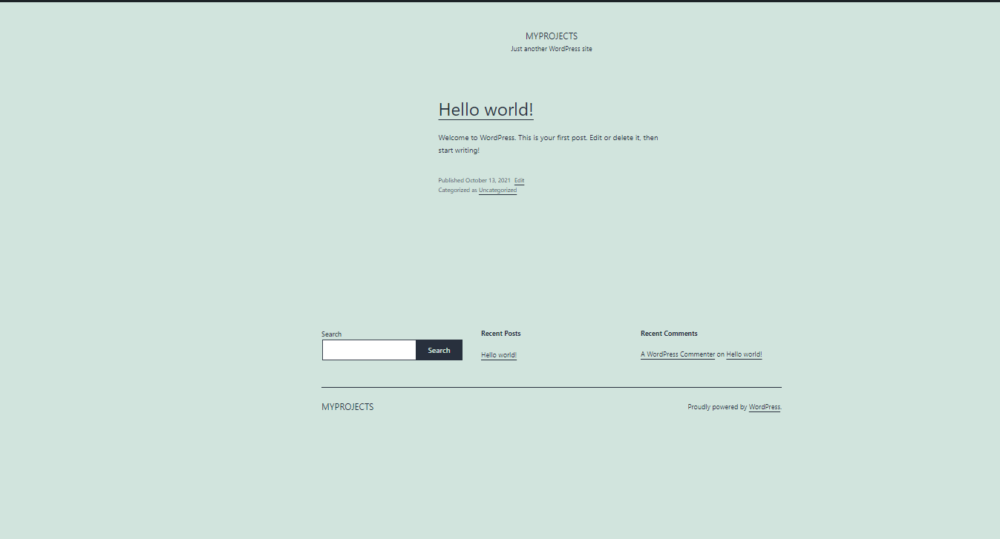 MYPROJECTS
Just another WordPress site
Hello world!
Welcome to WordPress. This is your first post. Edit or delete it, then
start writing!
Published October 13, 2021 Edit
Categorized as Uncategorized
Search
Search
Recent Posts
Hello world!
Recent Comments
A WordPress Commenter on Hello world!
MYPROJECTS
Proudly powered by WordPress.